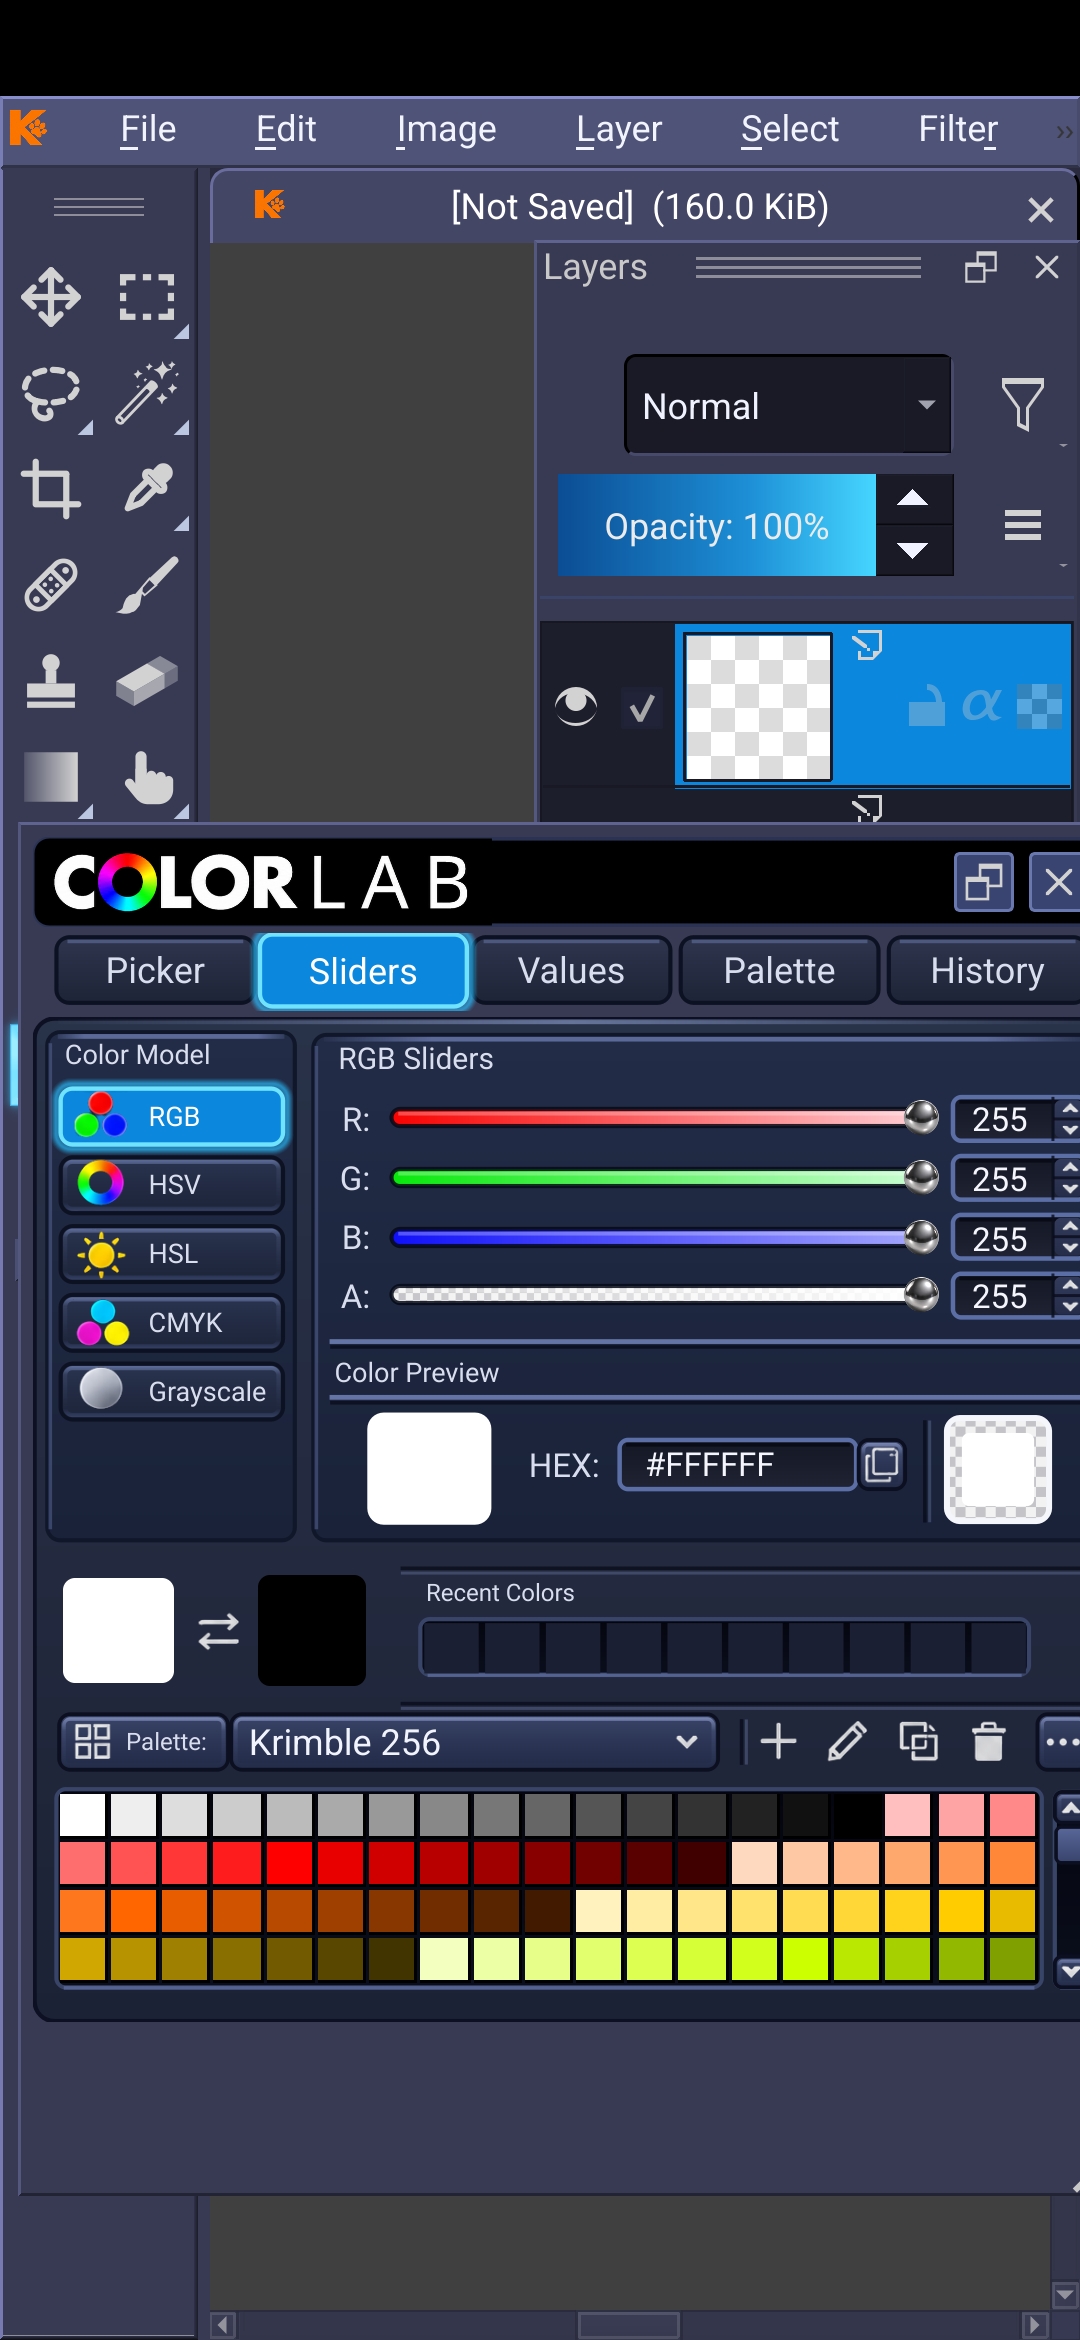 File Edit Image Layer Select Filter
[Not Saved] (160.0 KiB)
Layers
Normal
Opacity: 100%
α
COLORLAB
Picker Sliders Values Palette History
Color Model
RGB
HSV
HSL
CMYK
Grayscale
RGB Sliders
R: 255
G: 255
B: 255
A: 255
Color Preview
HEX: #FFFFFF
Recent Colors
Palette: Krimble 256